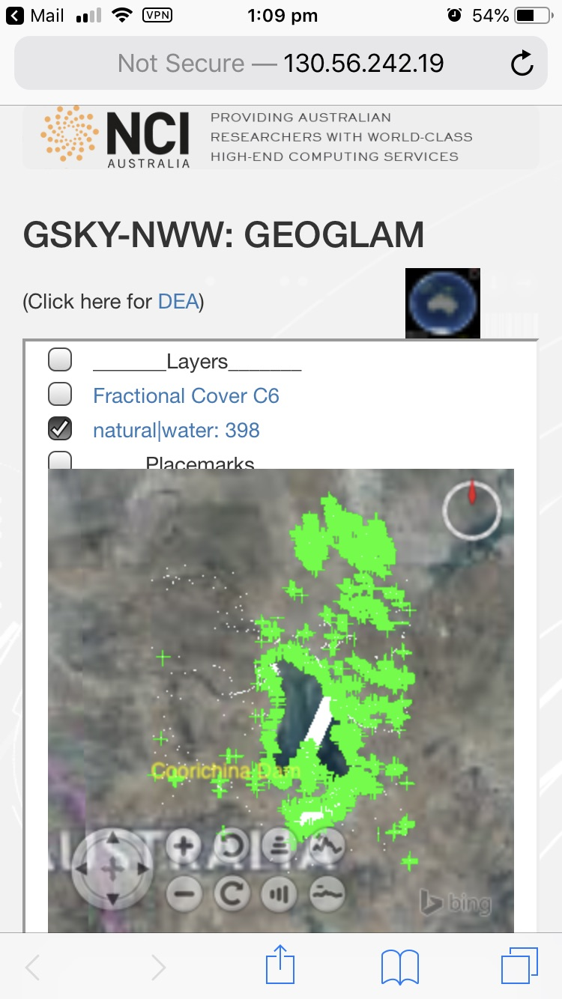 Mail VPN 1:09 pm 54%
Not Secure — 130.56.242.19
NCI
AUSTRALIA
PROVIDING AUSTRALIAN
RESEARCHERS WITH WORLD-CLASS
HIGH-END COMPUTING SERVICES
GSKY-NWW: GEOGLAM
(Click here for DEA)
_______Layers_______
Fractional Cover C6
natural|water: 398
Placemarks
Coorichina Dam
AUSTRALIA
bing